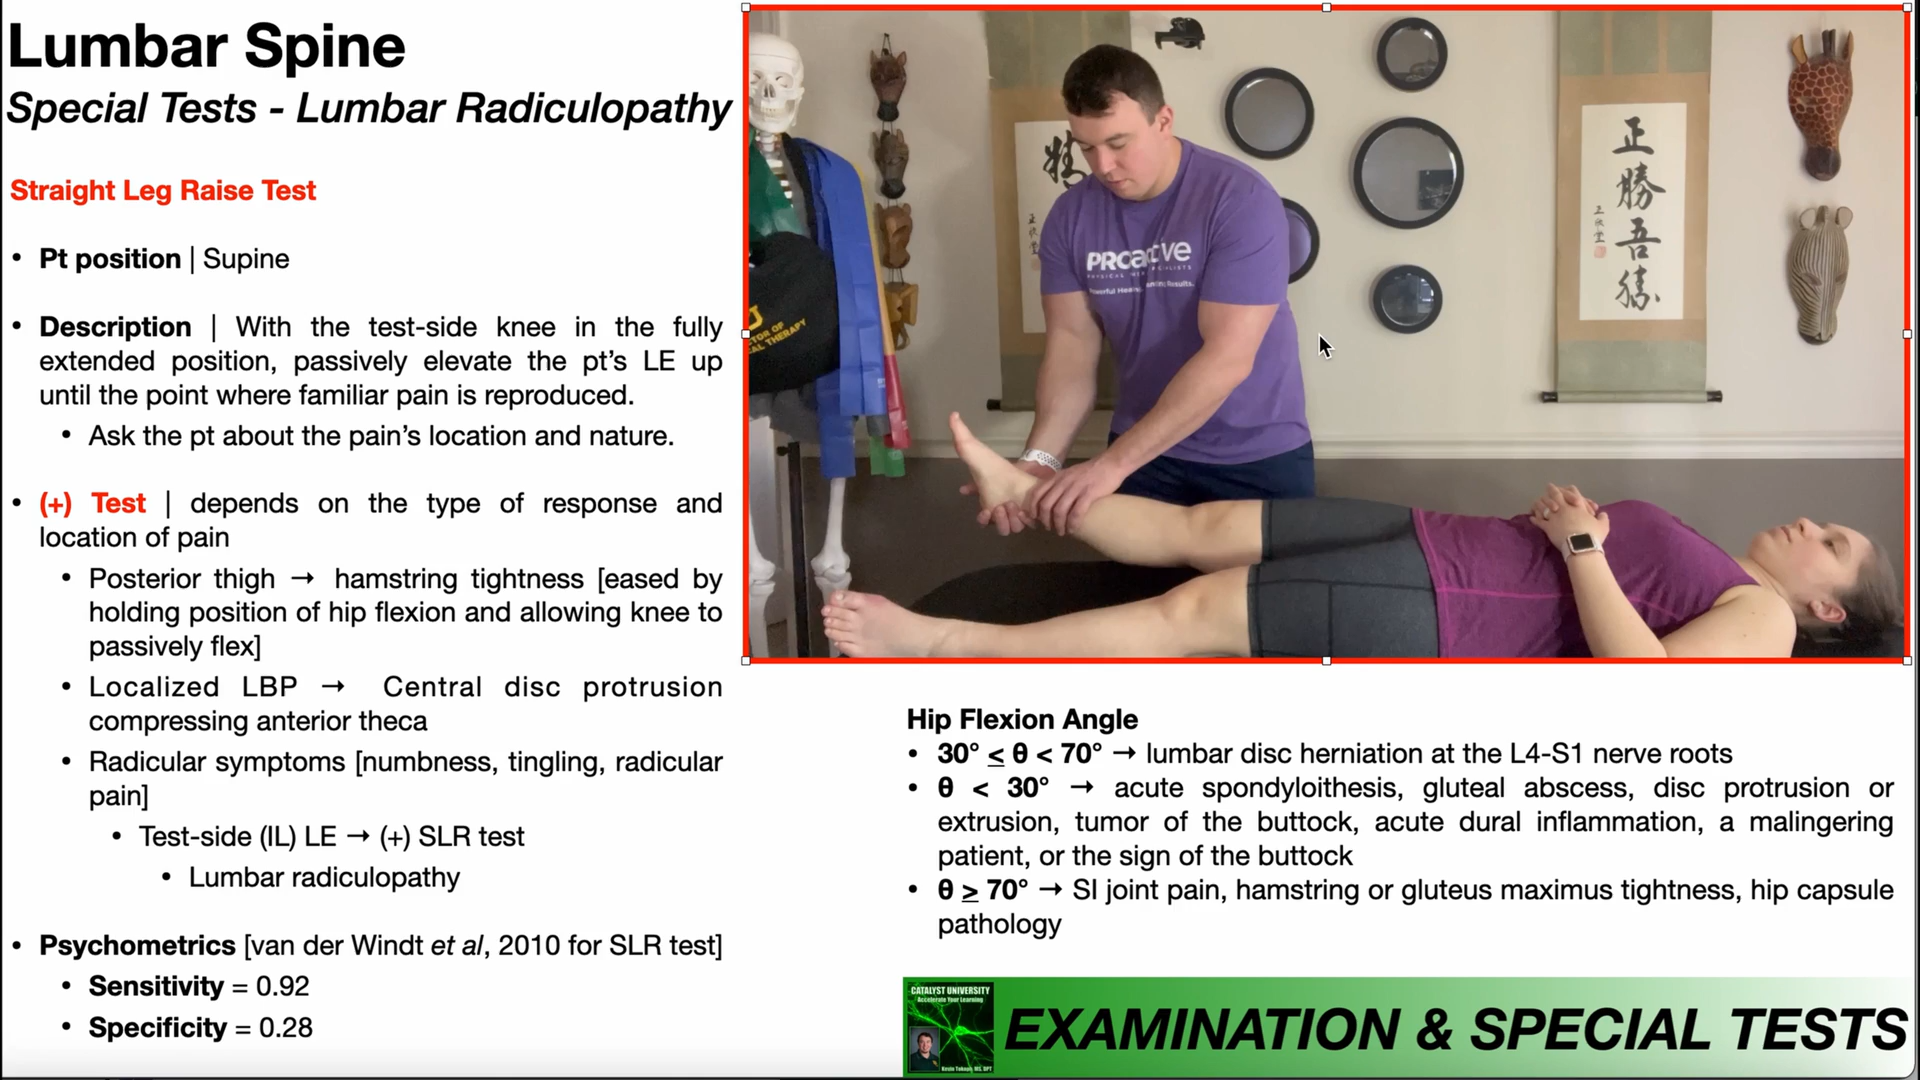 Lumbar Spine
Special Tests - Lumbar Radiculopathy
Straight Leg Raise Test
• Pt position | Supine
• Description | With the test-side knee in the fully
extended position, passively elevate the pt's LE up
until the point where familiar pain is reproduced.
• Ask the pt about the pain's location and nature.
• (+) Test | depends on the type of response and
location of pain
• Posterior thigh → hamstring tightness [eased by
holding position of hip flexion and allowing knee to
passively flex]
• Localized LBP → Central disc protrusion
compressing anterior theca
• Radicular symptoms [numbness, tingling, radicular
pain]
• Test-side (IL) LE → (+) SLR test
• Lumbar radiculopathy
• Psychometrics [van der Windt et al, 2010 for SLR test]
• Sensitivity = 0.92
• Specificity = 0.28
PROactive
正
勝
吾
勝
Hip Flexion Angle
• 30° ≤ θ < 70° → lumbar disc herniation at the L4-S1 nerve roots
• θ < 30° → acute spondyloithesis, gluteal abscess, disc protrusion or
extrusion, tumor of the buttock, acute dural inflammation, a malingering
patient, or the sign of the buttock
• θ ≥ 70° → SI joint pain, hamstring or gluteus maximus tightness, hip capsule
pathology
CATALYST UNIVERSITY
Accelerate Your Learning
Kevin Tokoph, MS, DPT
EXAMINATION & SPECIAL TESTS